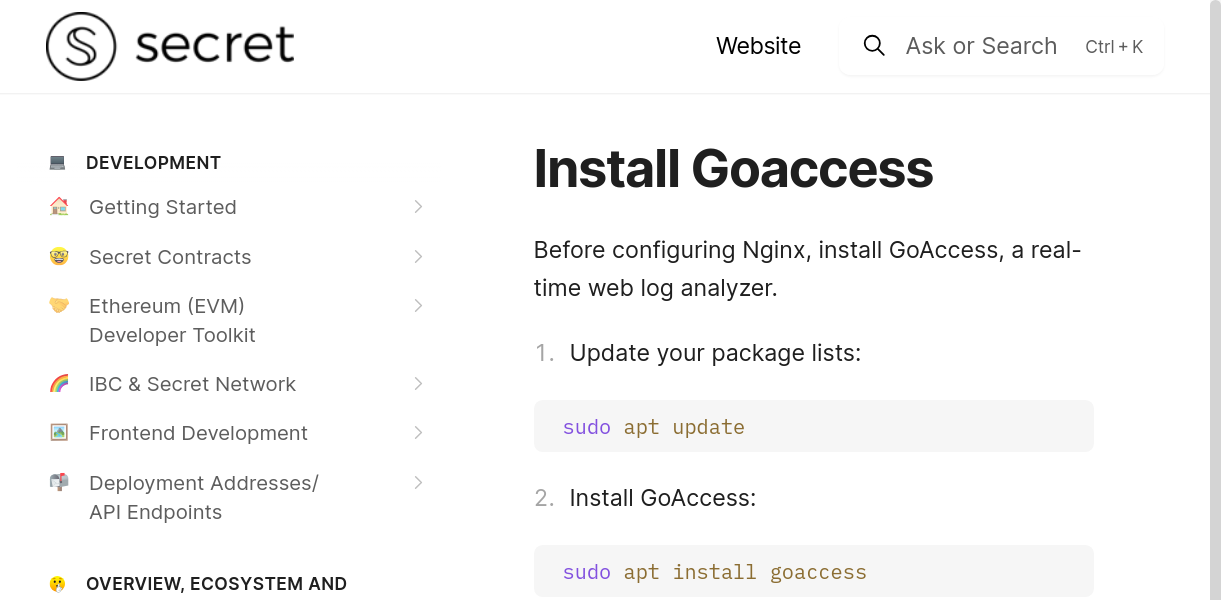 secret
Website
Ask or Search Ctrl + K
DEVELOPMENT
Getting Started
Secret Contracts
Ethereum (EVM)
Developer Toolkit
IBC & Secret Network
Frontend Development
Deployment Addresses/
API Endpoints
OVERVIEW, ECOSYSTEM AND
Install Goaccess
Before configuring Nginx, install GoAccess, a real-
time web log analyzer.
1. Update your package lists:
sudo apt update
2. Install GoAccess:
sudo apt install goaccess